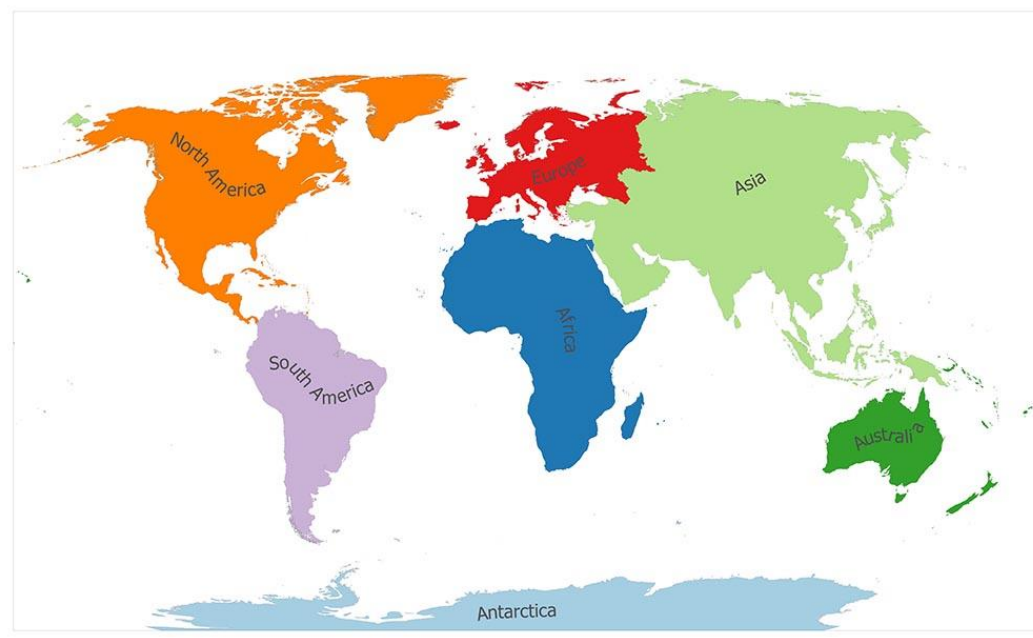 North America
Europe
Asia
Africa
South America
Australia
Antarctica